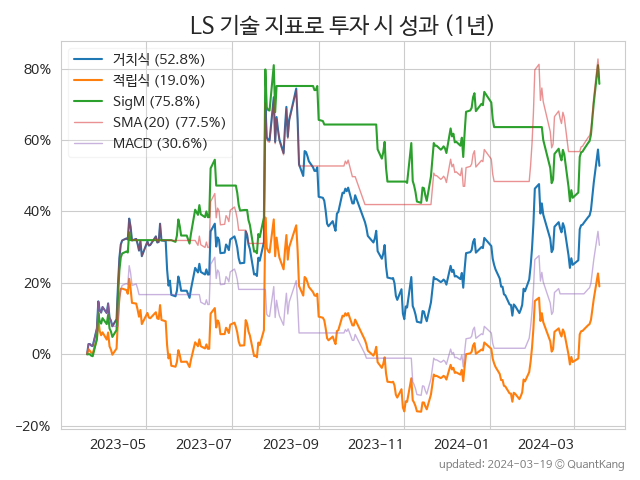 LS 기술 지표로 투자 시 성과 (1년)
거치식 (52.8%)
적립식 (19.0%)
SigM (75.8%)
SMA(20) (77.5%)
MACD (30.6%)
80%
60%
40%
20%
0%
−20%
2023-05 2023-07 2023-09 2023-11 2024-01 2024-03
updated: 2024-03-19 © QuantKang